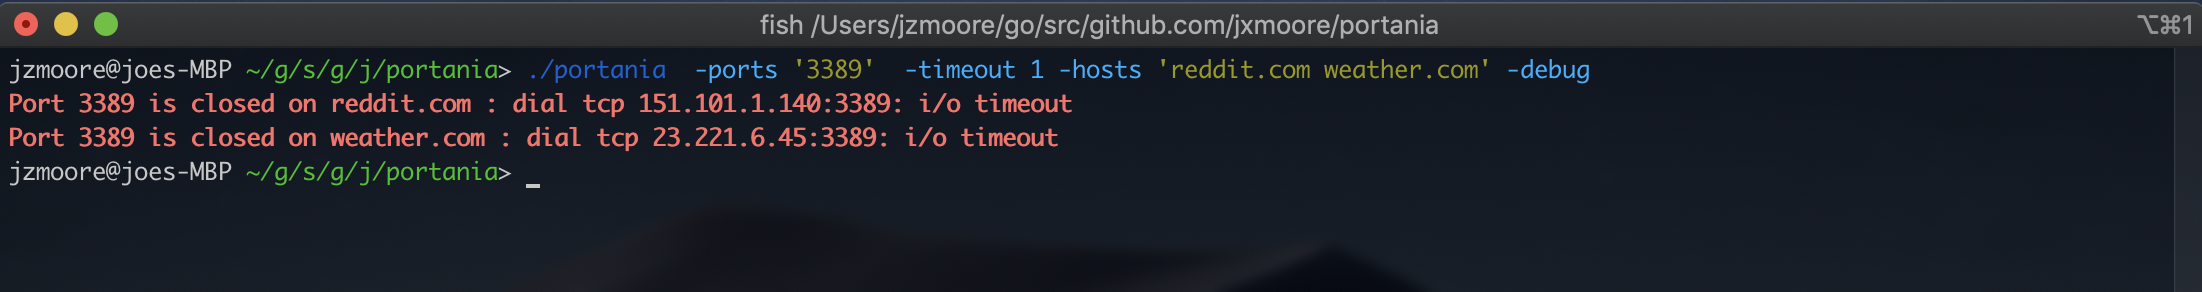 fish /Users/jzmoore/go/src/github.com/jxmoore/portania ⌥⌘1
jzmoore@joes-MBP ~/g/s/g/j/portania> ./portania  -ports '3389'  -timeout 1 -hosts 'reddit.com weather.com' -debug
Port 3389 is closed on reddit.com : dial tcp 151.101.1.140:3389: i/o timeout
Port 3389 is closed on weather.com : dial tcp 23.221.6.45:3389: i/o timeout
jzmoore@joes-MBP ~/g/s/g/j/portania> _